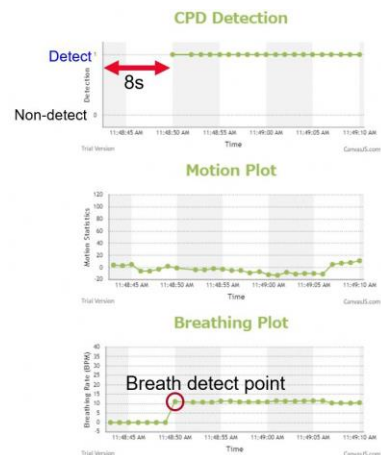 CPD Detection
Detect
1
8s
Detection
Non-detect
0
11:48:45 AM 11:48:50 AM 11:48:55 AM 11:49:00 AM 11:49:05 AM 11:49:10 AM
Time
Trial Version CanvasJS.com
Motion Plot
120
100
80
60
40
20
0
-20
Motion Statistics
11:48:45 AM 11:48:50 AM 11:48:55 AM 11:49:00 AM 11:49:05 AM 11:49:10 AM
Time
Trial Version CanvasJS.com
Breathing Plot
40
35
30
25
20
15
10
5
0
-5
Breathing Rate (BPM)
Breath detect point
11:48:45 AM 11:48:50 AM 11:48:55 AM 11:49:00 AM 11:49:05 AM 11:49:10 AM
Time
Trial Version CanvasJS.com